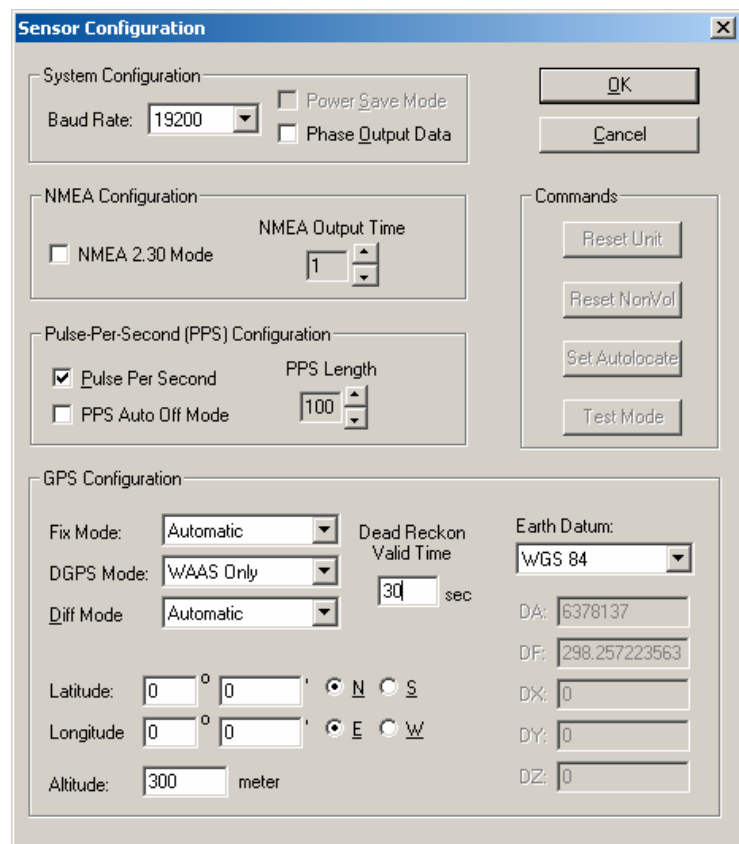 Sensor Configuration
System Configuration
Baud Rate: 19200
Power Save Mode
Phase Output Data
OK
Cancel
NMEA Configuration
NMEA 2.30 Mode
NMEA Output Time
1
Commands
Reset Unit
Reset NonVol
Set Autolocate
Test Mode
Pulse-Per-Second (PPS) Configuration
Pulse Per Second
PPS Auto Off Mode
PPS Length
100
GPS Configuration
Fix Mode: Automatic
DGPS Mode: WAAS Only
Diff Mode Automatic
Dead Reckon
Valid Time
30 sec
Earth Datum:
WGS 84
DA: 6378137
DF: 298.257223563
DX: 0
DY: 0
DZ: 0
Latitude: 0 o 0 ' N S
Longitude 0 o 0 ' E W
Altitude: 300 meter